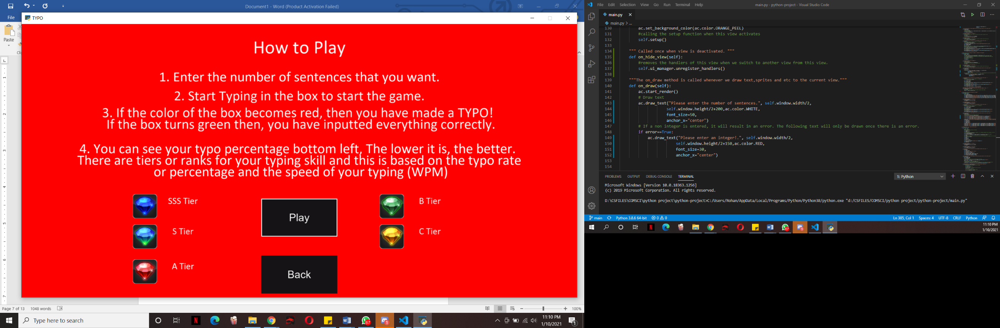 Document1 - Word (Product Activation Failed)
File
Paste
Cli
TYPO
How to Play
1. Enter the number of sentences that you want.
2. Start Typing in the box to start the game.
3. If the color of the box becomes red, then you have made a TYPO!
If the box turns green then, you have inputted everything correctly.
4. You can see your typo percentage bottom left, The lower it is, the better.
There are tiers or ranks for your typing skill and this is based on the typo rate
or percentage and the speed of your typing (WPM)
SSS Tier
S Tier
A Tier
Play
Back
B Tier
C Tier
Page 7 of 13 1048 words
100%
Type here to search
67
1
11:10 PM
1/10/2021
1
File Edit Selection View Go Run Terminal Help
main.py - python-project - Visual Studio Code
main.py
main.py > ...
130 ac.set_background_color(ac.color.ORANGE_PEEL)
131 #calling the setup function when this view activates
132 self.setup()
133
134 """ Called once when view is deactivated. """
135 def on_hide_view(self):
136 #removes the handlers of this view when we switch to another view from this view.
137 self.ui_manager.unregister_handlers()
138
139 """The on_draw method is called whenever we draw text,sprites and etc to the current view."""
140 def on_draw(self):
141 ac.start_render()
142 # Draw text
143 ac.draw_text("Please enter the number of sentences.", self.window.width/2,
144 self.window.height/2+200,ac.color.WHITE,
145 font_size=50,
146 anchor_x="center")
147 # If a non integer is entered, it will result in an error. The following text will only be drawn once there is an error.
148 if error==True:
149 ac.draw_text("Please enter an integer!.", self.window.width/2,
150 self.window.height/2+150,ac.color.RED,
151 font_size=30,
152 anchor_x="center")
153
154
PROBLEMS OUTPUT DEBUG CONSOLE TERMINAL
1: Python
Microsoft Windows [Version 10.0.18363.1256]
(c) 2019 Microsoft Corporation. All rights reserved.
D:\CSFILES\COMSCI\python project\python-project>C:/Users/Rohan/AppData/Local/Programs/Python/Python38/python.exe "d:/CSFILES/COMSCI/python project/python-project/main.py"
main Python 3.8.6 64-bit 0 0
Ln 385, Col 1 Spaces: 4 UTF-8 CRLF Python
67
1
11:10 PM
1/10/2021